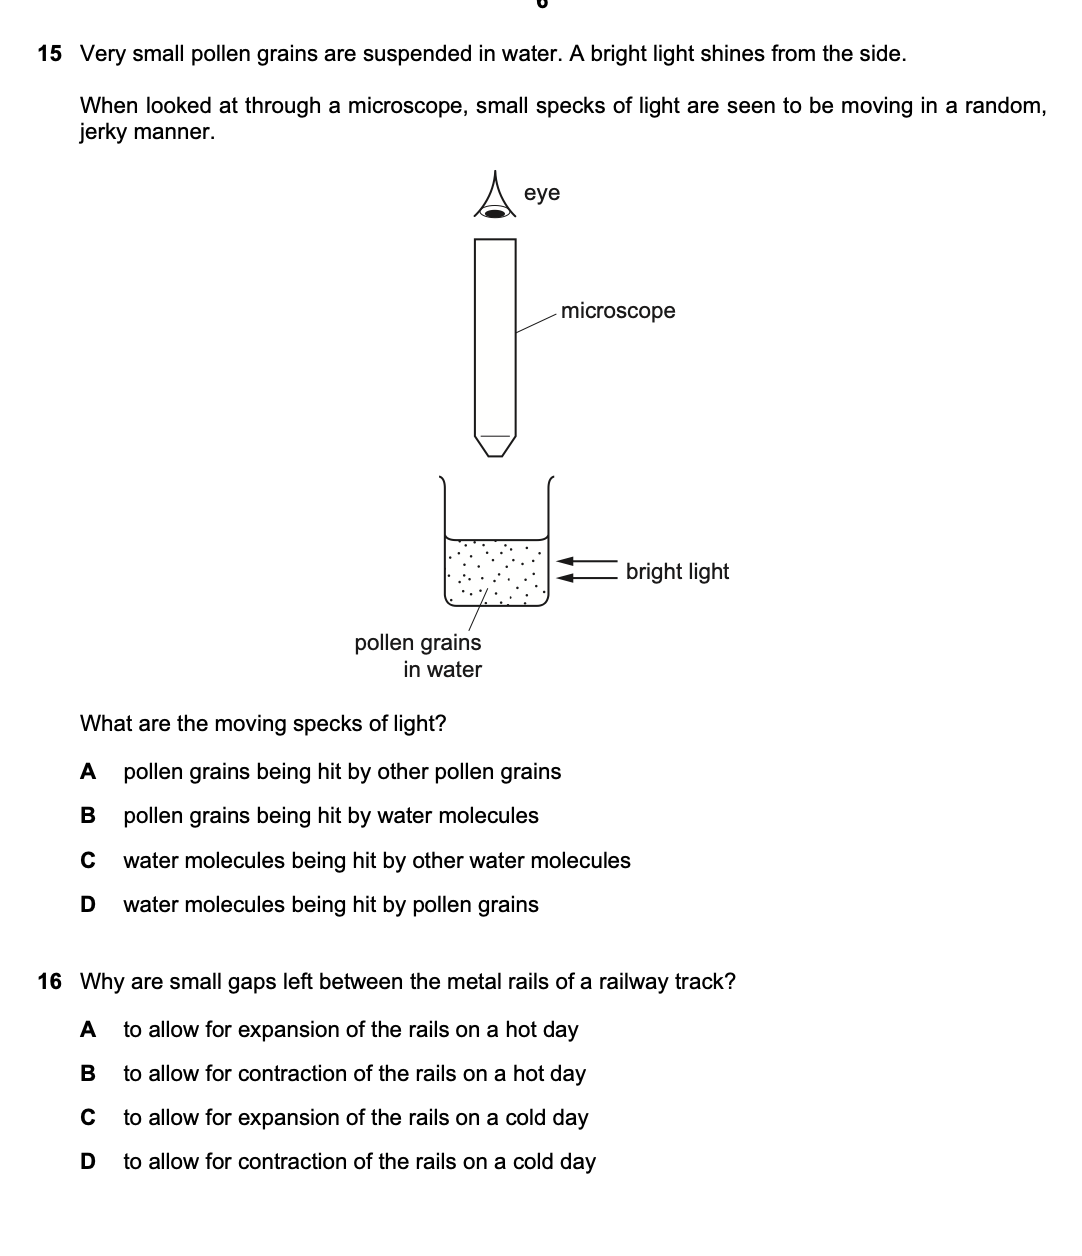 15 Very small pollen grains are suspended in water. A bright light shines from the side.
When looked at through a microscope, small specks of light are seen to be moving in a random,
jerky manner.
eye
microscope
bright light
pollen grains
in water
What are the moving specks of light?
A pollen grains being hit by other pollen grains
B pollen grains being hit by water molecules
C water molecules being hit by other water molecules
D water molecules being hit by pollen grains
16 Why are small gaps left between the metal rails of a railway track?
A to allow for expansion of the rails on a hot day
B to allow for contraction of the rails on a hot day
C to allow for expansion of the rails on a cold day
D to allow for contraction of the rails on a cold day